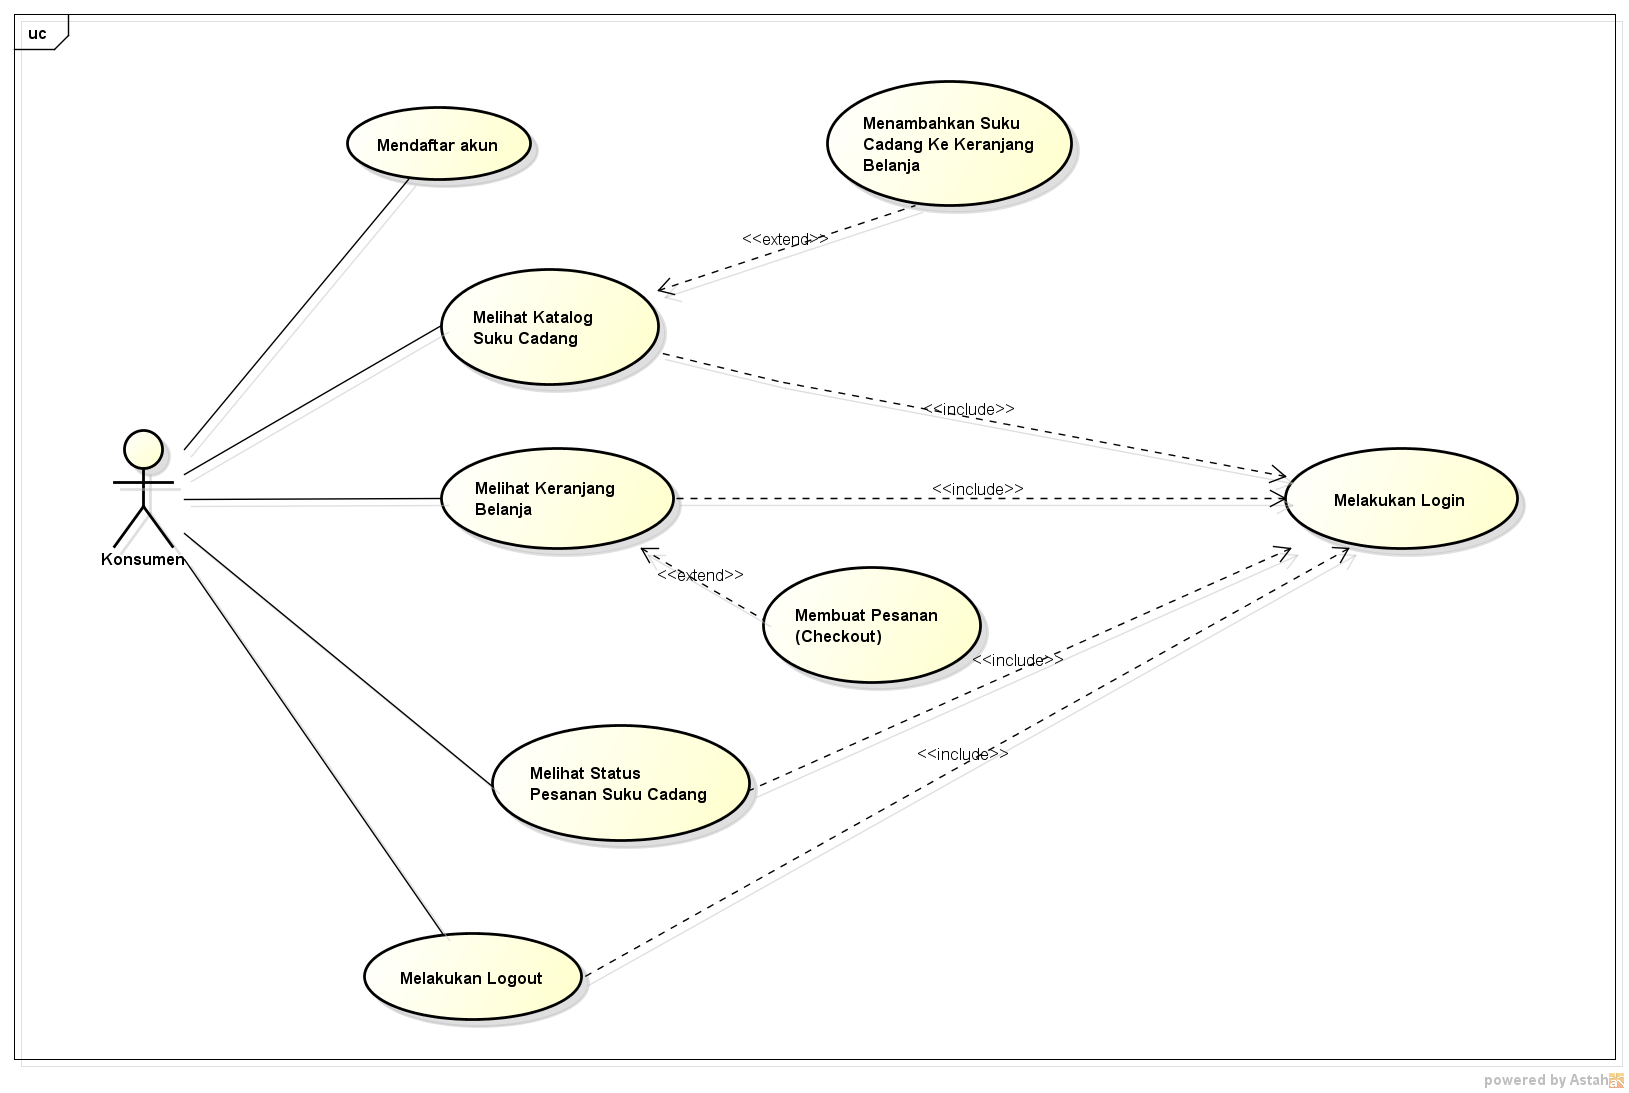 uc
Mendaftar akun
Menambahkan Suku
Cadang Ke Keranjang
Belanja
<<extend>>
Melihat Katalog
Suku Cadang
<<include>>
Melihat Keranjang
Belanja
<<include>>
Melakukan Login
Konsumen
<<extend>>
Membuat Pesanan
(Checkout)
<<include>>
<<include>>
Melihat Status
Pesanan Suku Cadang
Melakukan Logout
powered by Astah